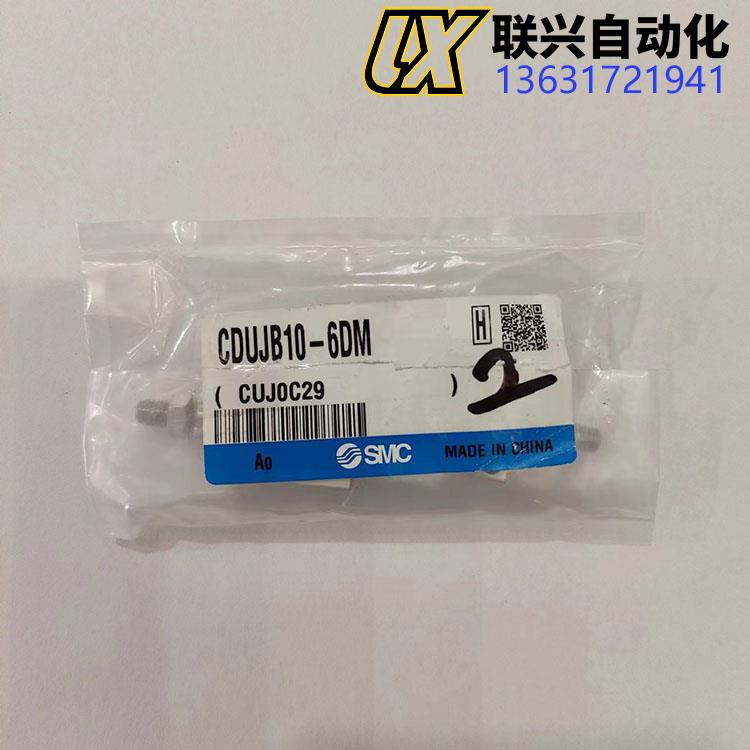 LX 联兴自动化
13631721941
H
CDUJB10-6DM
( CUJ0C29 )
2
Ao SMC MADE IN CHINA